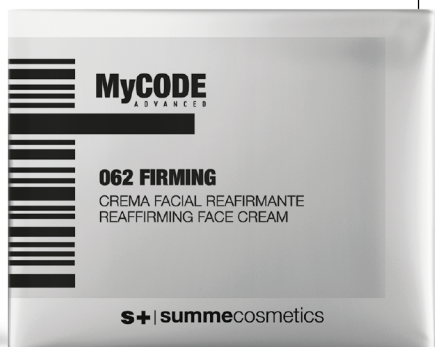 MyCODE
ADVANCED
062 FIRMING
CREMA FACIAL REAFIRMANTE
REAFFIRMING FACE CREAM
s+ | summecosmetics